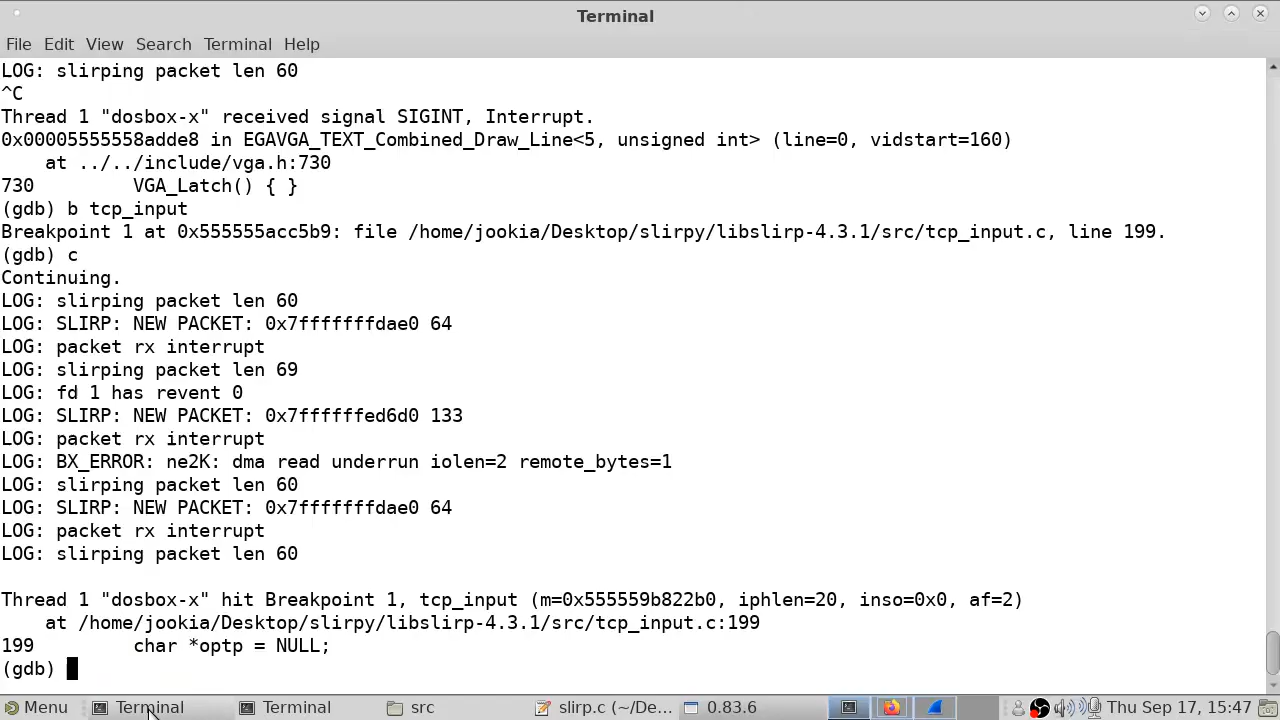 Terminal
File Edit View Search Terminal Help
LOG: slirping packet len 60
^C
Thread 1 "dosbox-x" received signal SIGINT, Interrupt.
0x00005555558adde8 in EGAVGA_TEXT_Combined_Draw_Line<5, unsigned int> (line=0, vidstart=160)
    at ../../include/vga.h:730
730         VGA_Latch() { }
(gdb) b tcp_input
Breakpoint 1 at 0x555555acc5b9: file /home/jookia/Desktop/slirpy/libslirp-4.3.1/src/tcp_input.c, line 199.
(gdb) c
Continuing.
LOG: slirping packet len 60
LOG: SLIRP: NEW PACKET: 0x7fffffffdae0 64
LOG: packet rx interrupt
LOG: slirping packet len 69
LOG: fd 1 has revent 0
LOG: SLIRP: NEW PACKET: 0x7ffffffed6d0 133
LOG: packet rx interrupt
LOG: BX_ERROR: ne2K: dma read underrun iolen=2 remote_bytes=1
LOG: slirping packet len 60
LOG: SLIRP: NEW PACKET: 0x7fffffffdae0 64
LOG: packet rx interrupt
LOG: slirping packet len 60
Thread 1 "dosbox-x" hit Breakpoint 1, tcp_input (m=0x555559b822b0, iphlen=20, inso=0x0, af=2)
    at /home/jookia/Desktop/slirpy/libslirp-4.3.1/src/tcp_input.c:199
199         char *optp = NULL;
(gdb)
Menu Terminal Terminal src slirp.c (~/De... 0.83.6 Thu Sep 17, 15:47